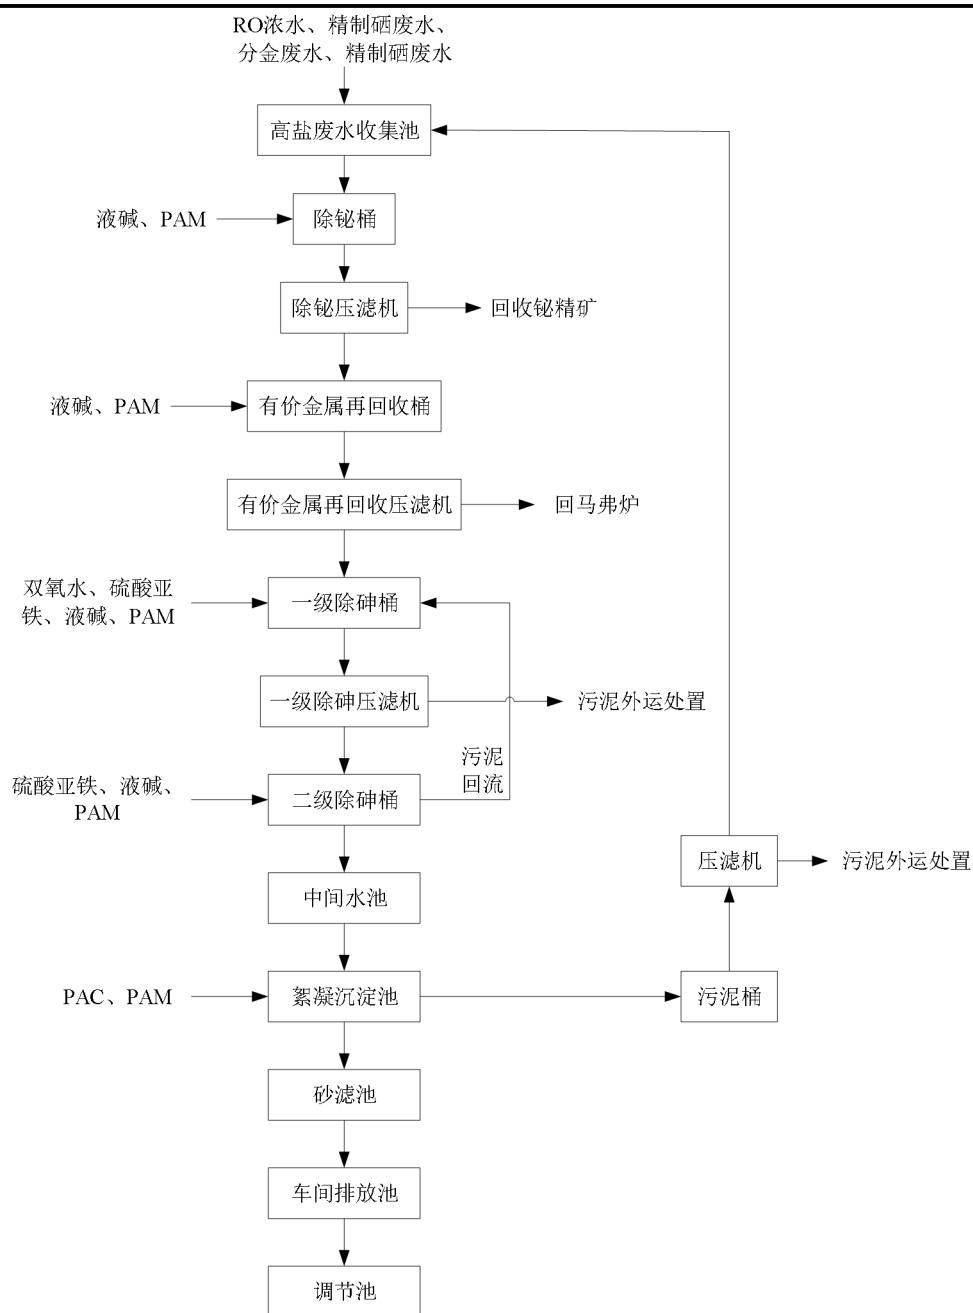 RO浓水、精制硒废水、
分金废水、精制硒废水
高盐废水收集池
液碱、PAM
除铋桶
除铋压滤机
回收铋精矿
液碱、PAM
有价金属再回收桶
有价金属再回收压滤机
回马弗炉
双氧水、硫酸亚
铁、液碱、PAM
一级除砷桶
一级除砷压滤机
污泥外运处置
污泥
回流
硫酸亚铁、液碱、
PAM
二级除砷桶
压滤机
污泥外运处置
中间水池
PAC、PAM
絮凝沉淀池
污泥桶
砂滤池
车间排放池
调节池